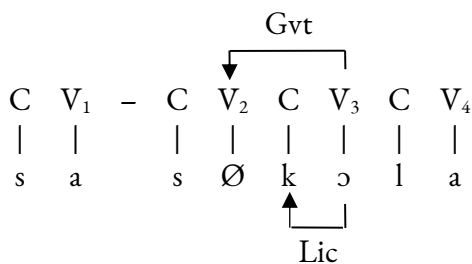 Gvt
C V₁ – C V₂ C V₃ C V₄
s a s Ø k ɔ l a
Lic